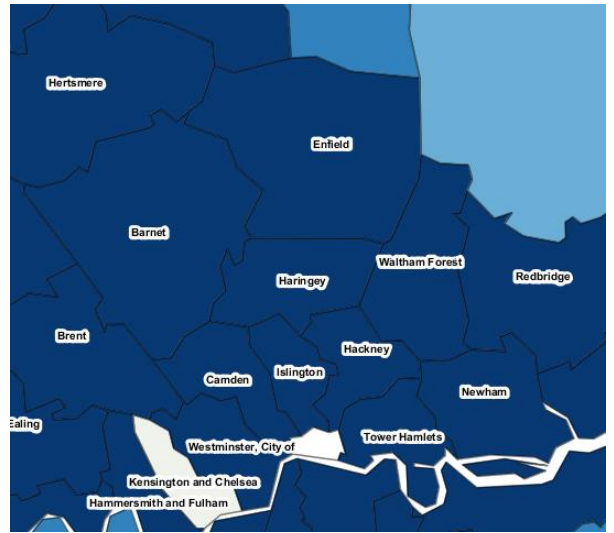 Hertsmere
Enfield
Barnet
Waltham Forest
Redbridge
Haringey
Brent
Hackney
Islington
Camden
Newham
Ealing
Tower Hamlets
Westminster, City of
Kensington and Chelsea
Hammersmith and Fulham